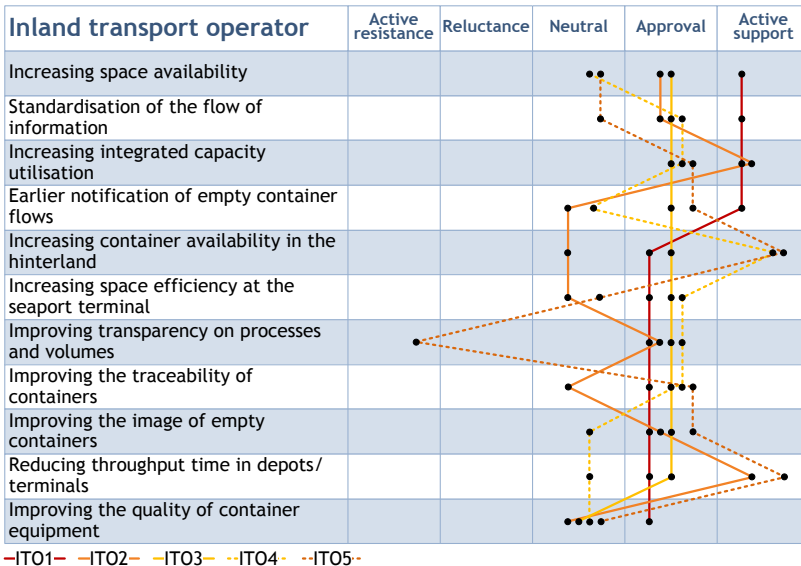 Inland transport operator
Active
resistance
Reluctance
Neutral
Approval
Active
support
Increasing space availability
Standardisation of the flow of
information
Increasing integrated capacity
utilisation
Earlier notification of empty container
flows
Increasing container availability in the
hinterland
Increasing space efficiency at the
seaport terminal
Improving transparency on processes
and volumes
Improving the traceability of
containers
Improving the image of empty
containers
Reducing throughput time in depots/
terminals
Improving the quality of container
equipment
ITO1 ITO2 ITO3 ITO4 ITO5